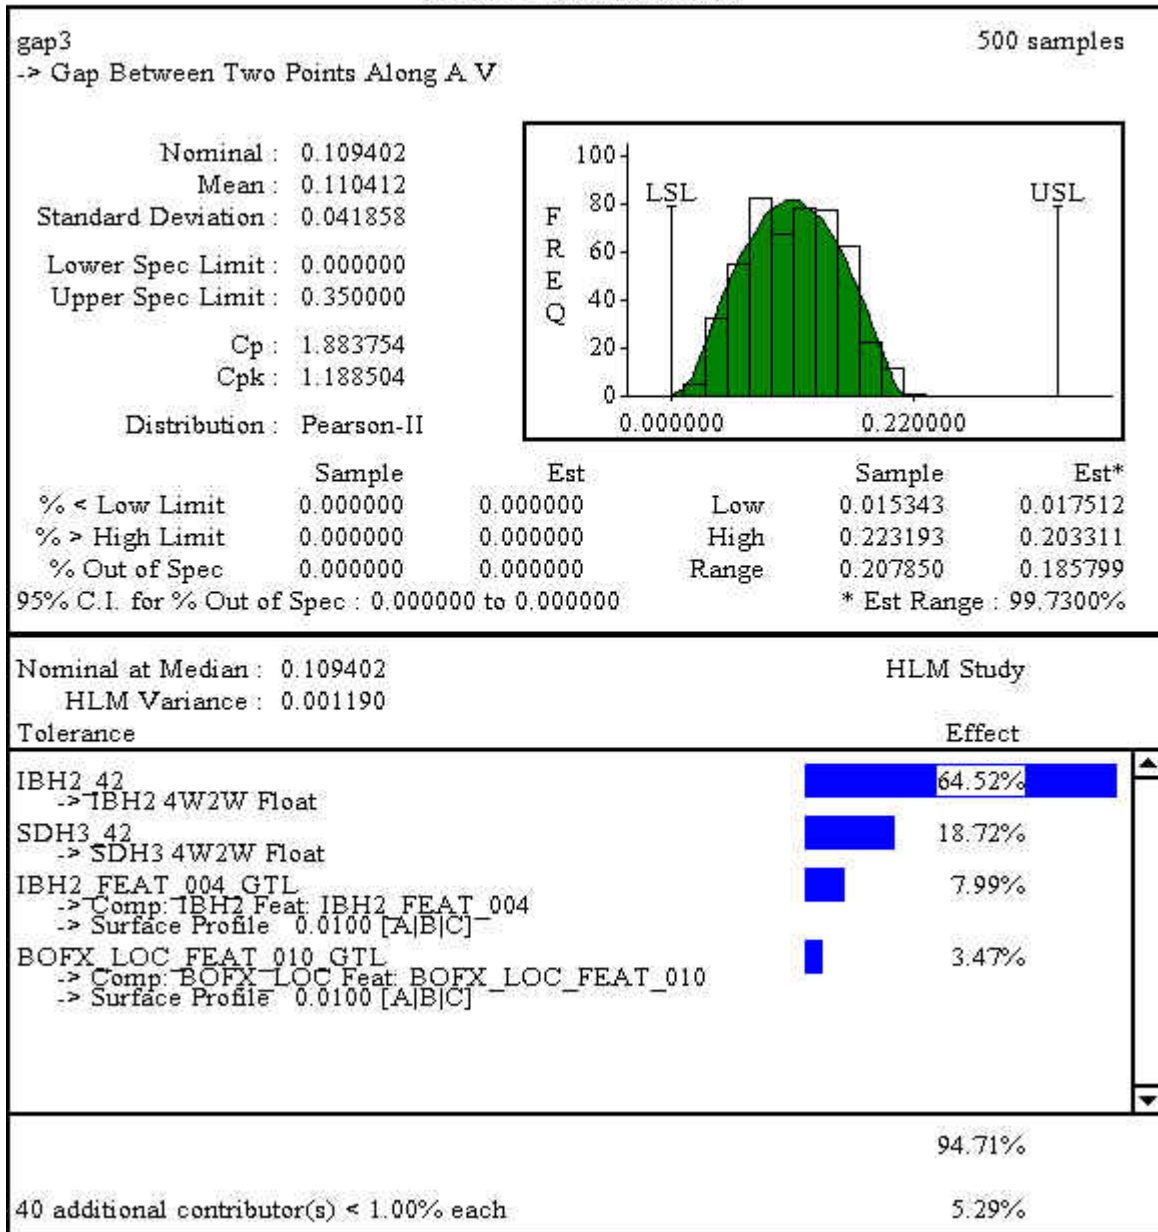 gap3 500 samples
-> Gap Between Two Points Along A V
Nominal : 0.109402
Mean : 0.110412
Standard Deviation : 0.041858
Lower Spec Limit : 0.000000
Upper Spec Limit : 0.350000
Cp : 1.883754
Cpk : 1.188504
Distribution : Pearson-II
FREQ
100
80
60
40
20
0
LSL USL
0.000000 0.220000
Sample Est Sample Est*
% < Low Limit 0.000000 0.000000 Low 0.015343 0.017512
% > High Limit 0.000000 0.000000 High 0.223193 0.203311
% Out of Spec 0.000000 0.000000 Range 0.207850 0.185799
95% C.I. for % Out of Spec : 0.000000 to 0.000000 * Est Range : 99.7300%
Nominal at Median : 0.109402 HLM Study
HLM Variance : 0.001190
Tolerance Effect
IBH2_42 64.52%
-> IBH2 4W2W Float
SDH3_42 18.72%
-> SDH3 4W2W Float
IBH2_FEAT_004_GTL 7.99%
-> Comp: IBH2 Feat: IBH2_FEAT_004
-> Surface Profile 0.0100 [A|B|C]
BOFX_LOC_FEAT_010_GTL 3.47%
-> Comp: BOFX_LOC Feat: BOFX_LOC_FEAT_010
-> Surface Profile 0.0100 [A|B|C]
94.71%
40 additional contributor(s) < 1.00% each 5.29%